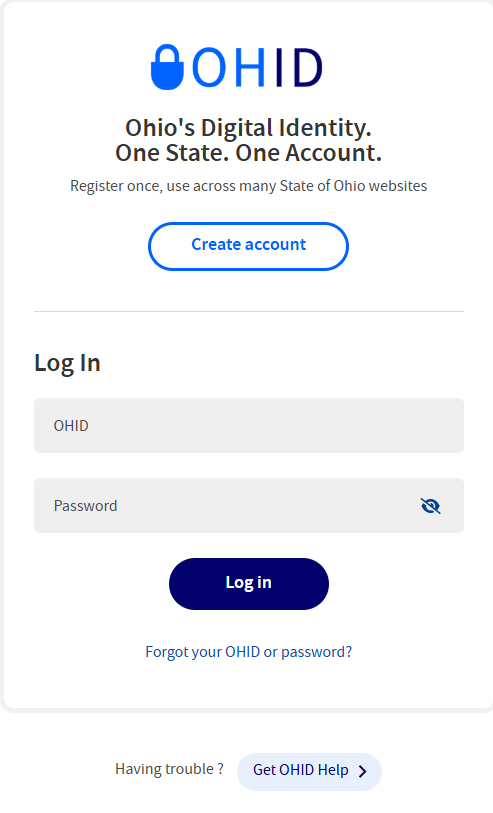 OHID
Ohio's Digital Identity.
One State. One Account.
Register once, use across many State of Ohio websites
Create account
Log In
OHID
Password
Log in
Forgot your OHID or password?
Having trouble ?
Get OHID Help